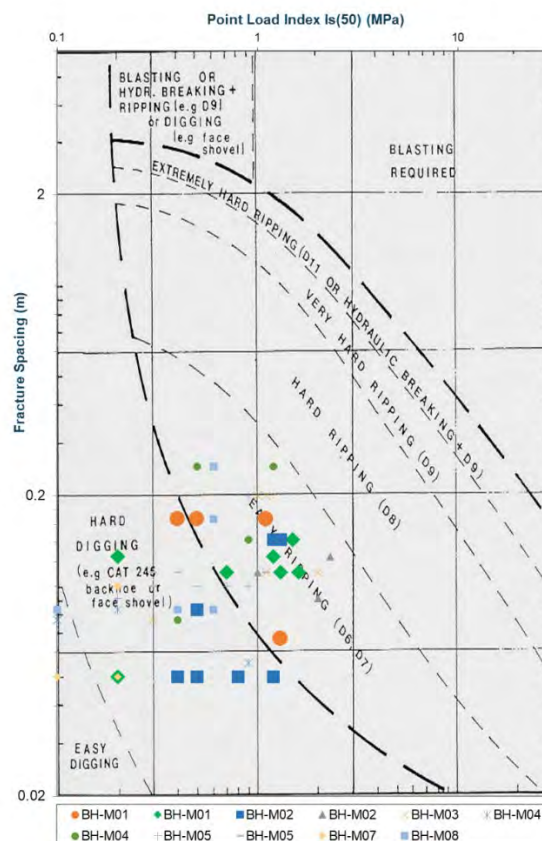 Point Load Index Is(50) (MPa)
0.1 1 10
BLASTING OR
HYDR. BREAKING +
RIPPING (e.g D9)
or DIGGING
(e.g face
shovel)
BLASTING
REQUIRED
2
EXTREMELY HARD RIPPING (D11 OR HYDRAULIC BREAKING + D9)
VERY HARD RIPPING (D9)
HARD RIPPING (D8)
EASY RIPPING (D6/D7)
Fracture Spacing (m)
0.2
HARD
DIGGING
(e.g CAT 245
backhoe or
face shovel)
EASY
DIGGING
0.02
BH-M01 BH-M01 BH-M02 BH-M02 BH-M03 BH-M04
BH-M04 BH-M05 BH-M05 BH-M07 BH-M08